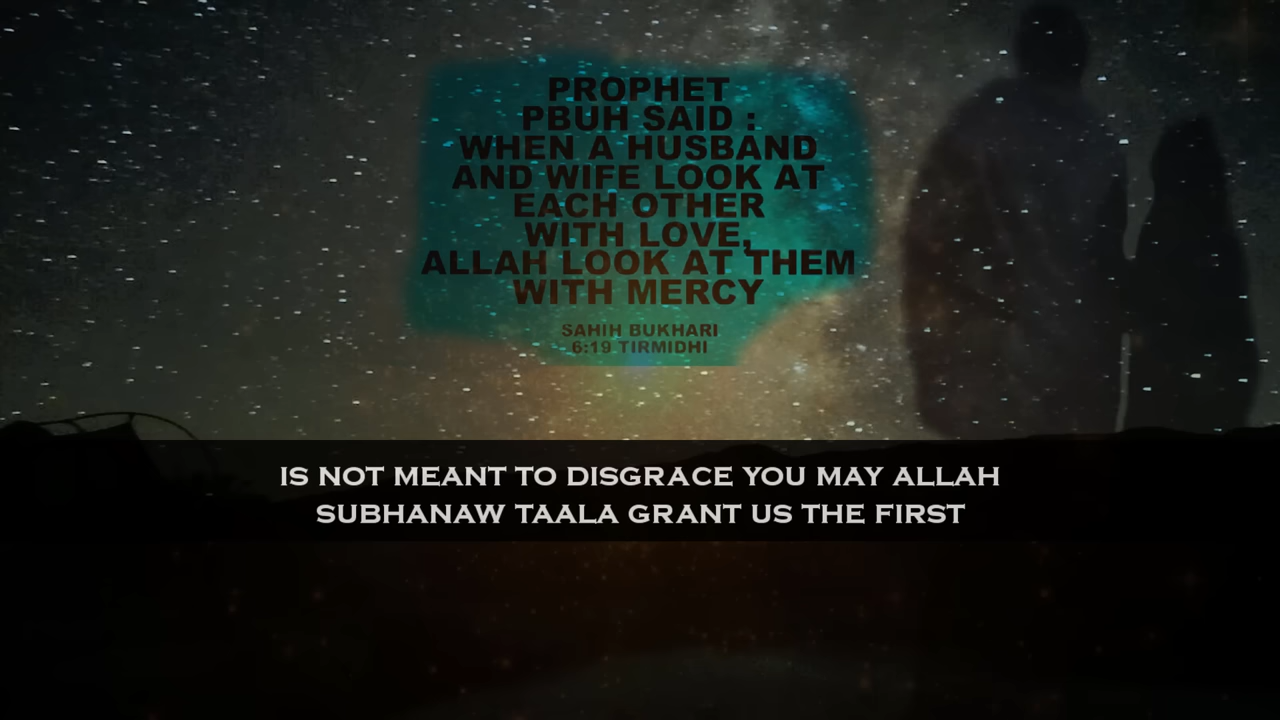 PROPHET
PBUH SAID :
WHEN A HUSBAND
AND WIFE LOOK AT
EACH OTHER
WITH LOVE,
ALLAH LOOK AT THEM
WITH MERCY
SAHIH BUKHARI
6:19 TIRMIDHI
IS NOT MEANT TO DISGRACE YOU MAY ALLAH
SUBHANAW TAALA GRANT US THE FIRST